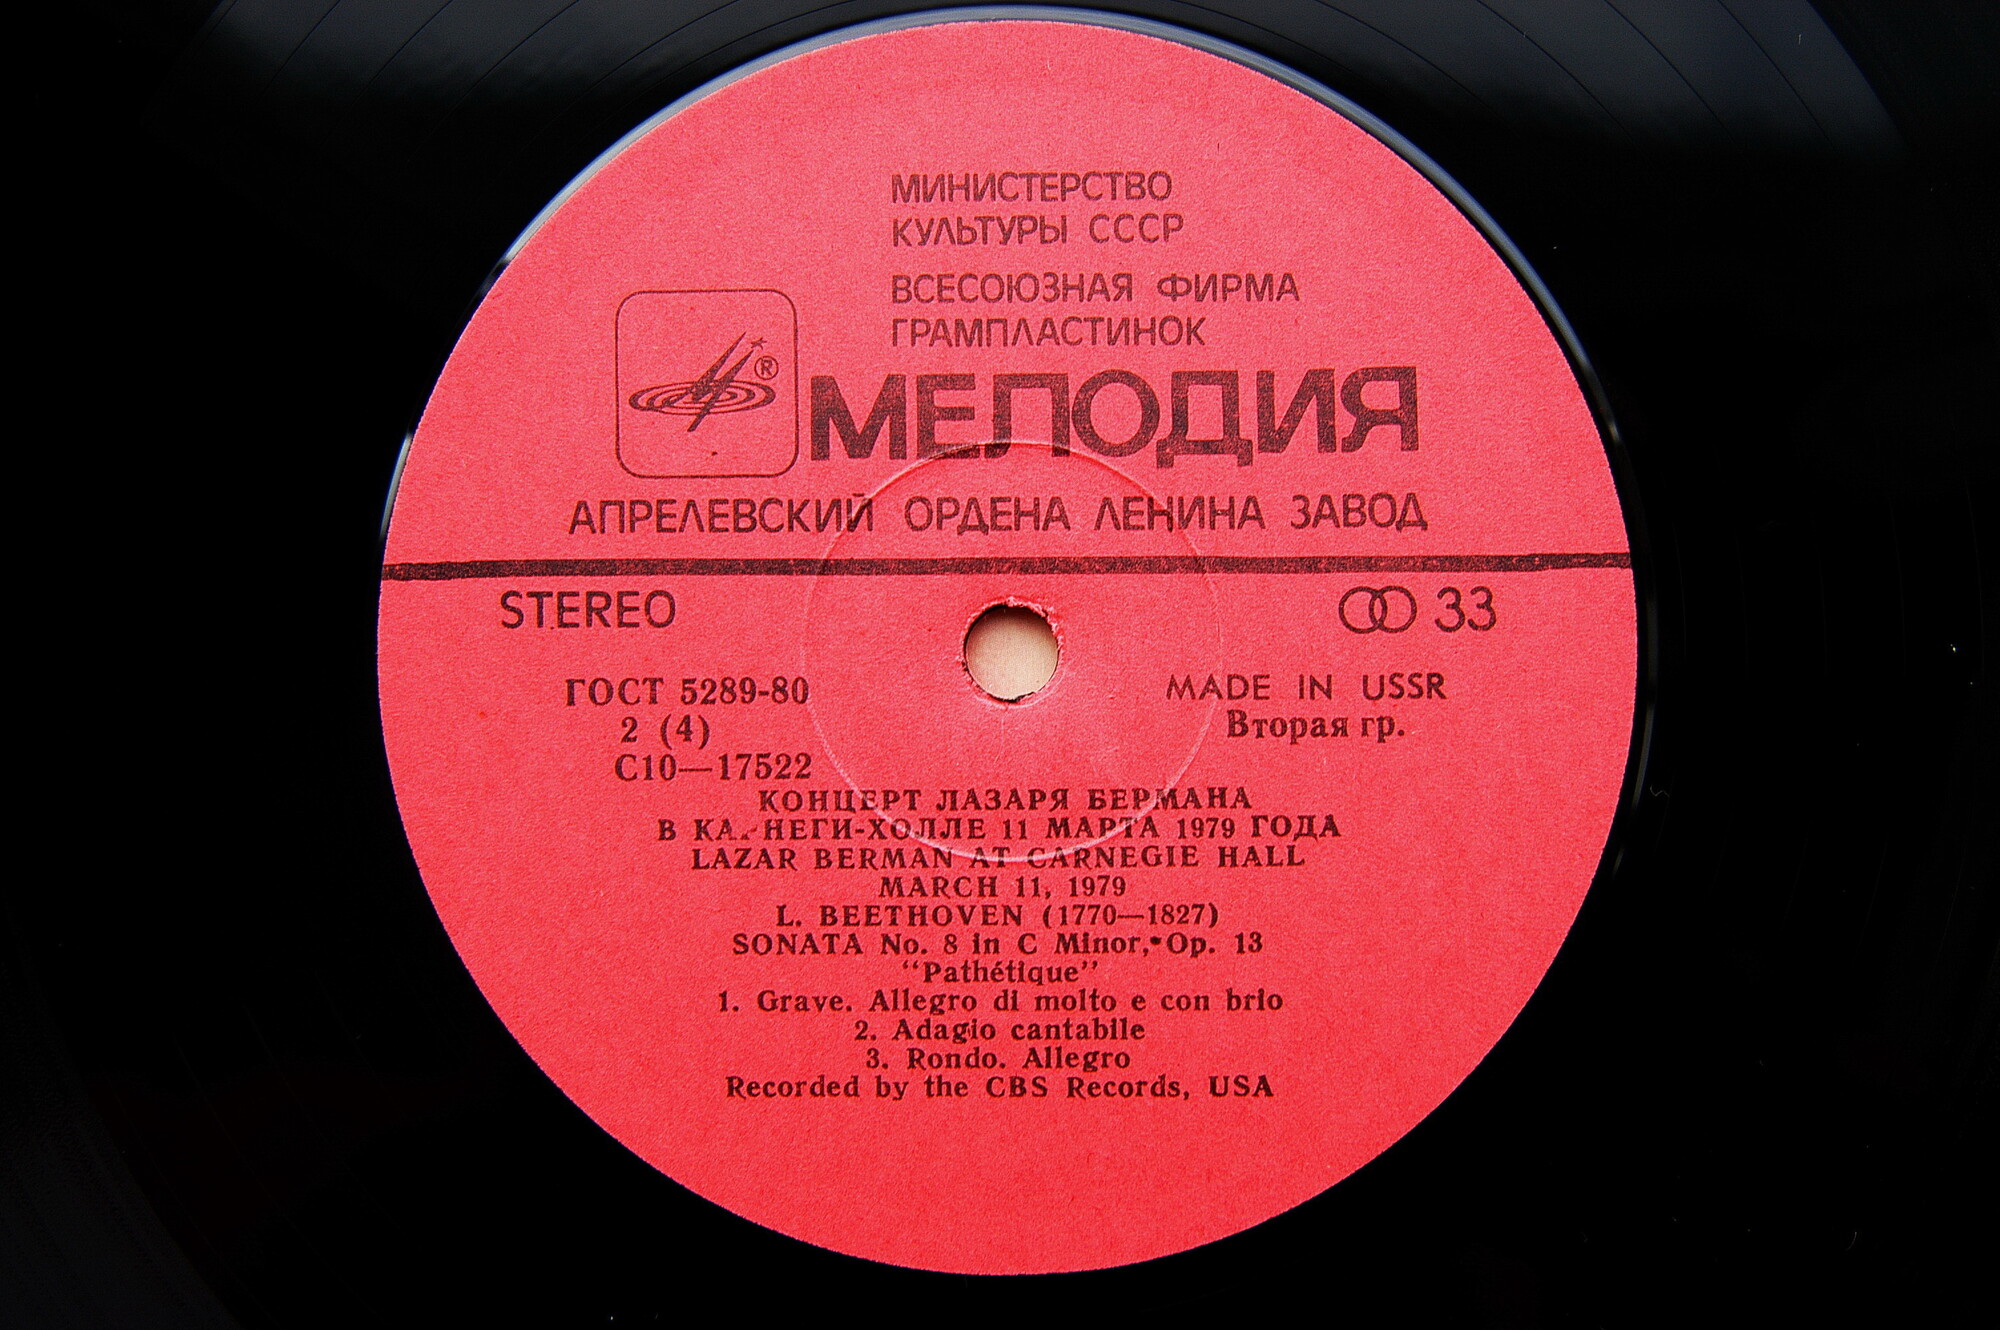 МИНИСТЕРСТВО
КУЛЬТУРЫ СССР
ВСЕСОЮЗНАЯ ФИРМА
ГРАМПЛАСТИНОК
®
МЕЛОДИЯ
АПРЕЛЕВСКИЙ ОРДЕНА ЛЕНИНА ЗАВОД
STEREO
33
ГОСТ 5289-80
MADE IN USSR
2 (4)
Вторая гр.
С10—17522
КОНЦЕРТ ЛАЗАРЯ БЕРМАНА
В КАРНЕГИ-ХОЛЛЕ 11 МАРТА 1979 ГОДА
LAZAR BERMAN AT CARNEGIE HALL
MARCH 11, 1979
L. BEETHOVEN (1770—1827)
SONATA No. 8 in C Minor, Op. 13
“Pathétique”
1. Grave. Allegro di molto e con brio
2. Adagio cantabile
3. Rondo. Allegro
Recorded by the CBS Records, USA